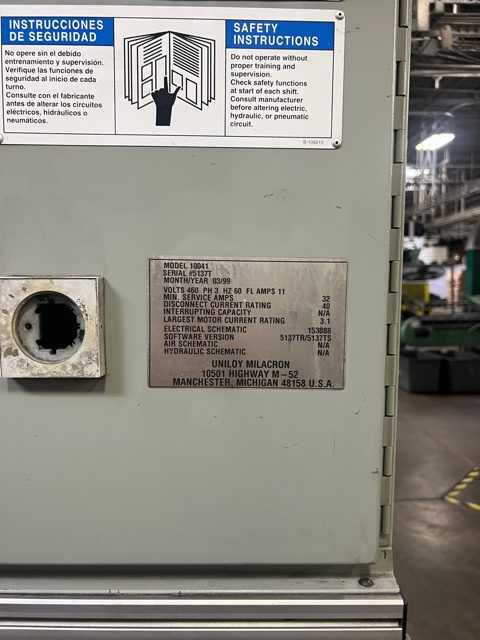 INSTRUCCIONES
DE SEGURIDAD
No opere sin el debido
entrenamiento y supervisión.
Verifique las funciones de
seguridad al inicio de cada
turno.
Consulte con el fabricante
antes de alterar los circuitos
eléctricos, hidráulicos o
neumáticos.
SAFETY
INSTRUCTIONS
Do not operate without
proper training and
supervision.
Check safety functions
at start of each shift.
Consult manufacturer
before altering electric,
hydraulic, or pneumatic
circuit.
B-109210
MODEL 10041
SERIAL #5137T
MONTH/YEAR 03/99
VOLTS 460 PH 3 HZ 60 FL AMPS 11
MIN. SERVICE AMPS 32
DISCONNECT CURRENT RATING 40
INTERRUPTING CAPACITY N/A
LARGEST MOTOR CURRENT RATING 3.1
ELECTRICAL SCHEMATIC 153088
SOFTWARE VERSION 5137TR/5137TS
AIR SCHEMATIC N/A
HYDRAULIC SCHEMATIC N/A
UNILOY MILACRON
10501 HIGHWAY M-52
MANCHESTER, MICHIGAN 48158 U.S.A.